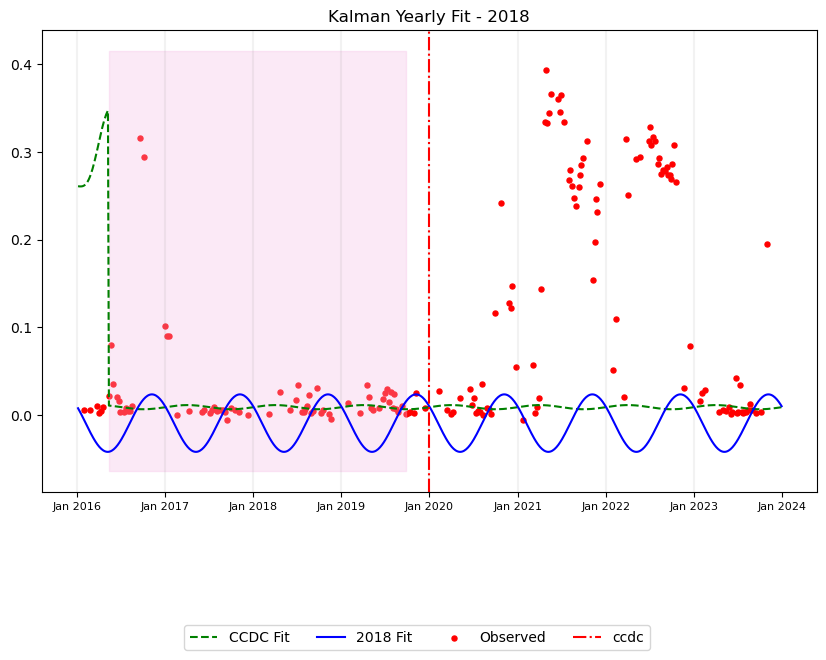 Kalman Yearly Fit - 2018
0.4
0.3
0.2
0.1
0.0
Jan 2016 Jan 2017 Jan 2018 Jan 2019 Jan 2020 Jan 2021 Jan 2022 Jan 2023 Jan 2024
CCDC Fit 2018 Fit Observed ccdc